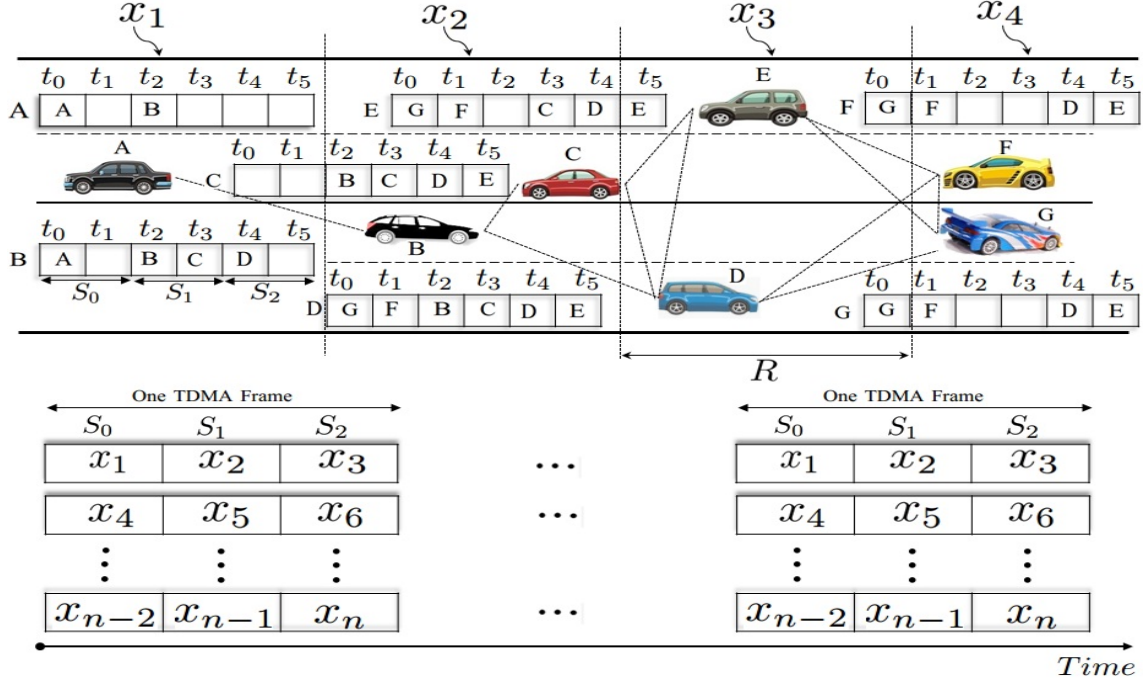 x1 x2 x3 x4
t0 t1 t2 t3 t4 t5
A A B
t0 t1 t2 t3 t4 t5
E G F C D E
E
t0 t1 t2 t3 t4 t5
F G F D E
A
t0 t1 t2 t3 t4 t5
C B C D E
C
F
B
G
t0 t1 t2 t3 t4 t5
B A B C D
S0 S1 S2
t0 t1 t2 t3 t4 t5
D G F B C D E
D
t0 t1 t2 t3 t4 t5
G G F D E
R
One TDMA Frame One TDMA Frame
S0 S1 S2 S0 S1 S2
x1 x2 x3 ... x1 x2 x3
x4 x5 x6 ... x4 x5 x6
⋮ ⋮ ⋮ ⋮ ⋮ ⋮
xn−2 xn−1 xn ... xn−2 xn−1 xn
Time